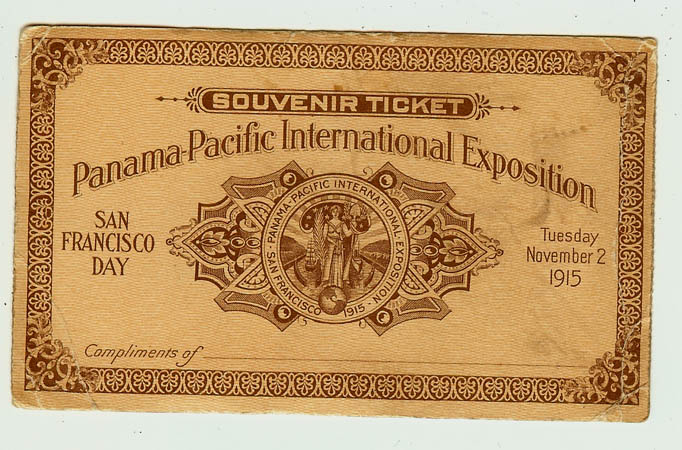 SOUVENIR TICKET
Panama-Pacific International Exposition
SAN
FRANCISCO
DAY
PANAMA-PACIFIC INTERNATIONAL EXPOSITION
SAN FRANCISCO 1915
Tuesday
November 2
1915
Compliments of